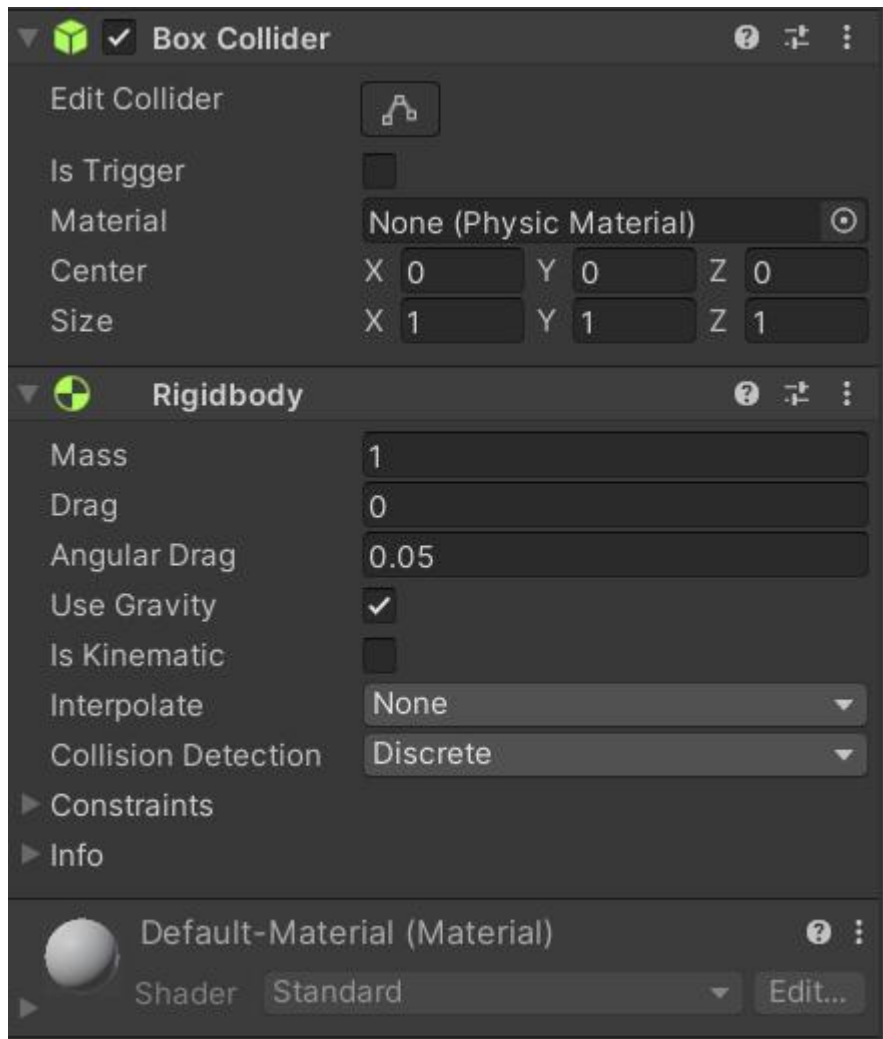 Box Collider
Edit Collider
Is Trigger
Material None (Physic Material)
Center X 0 Y 0 Z 0
Size X 1 Y 1 Z 1
Rigidbody
Mass 1
Drag 0
Angular Drag 0.05
Use Gravity
Is Kinematic
Interpolate None
Collision Detection Discrete
Constraints
Info
Default-Material (Material)
Shader Standard Edit...